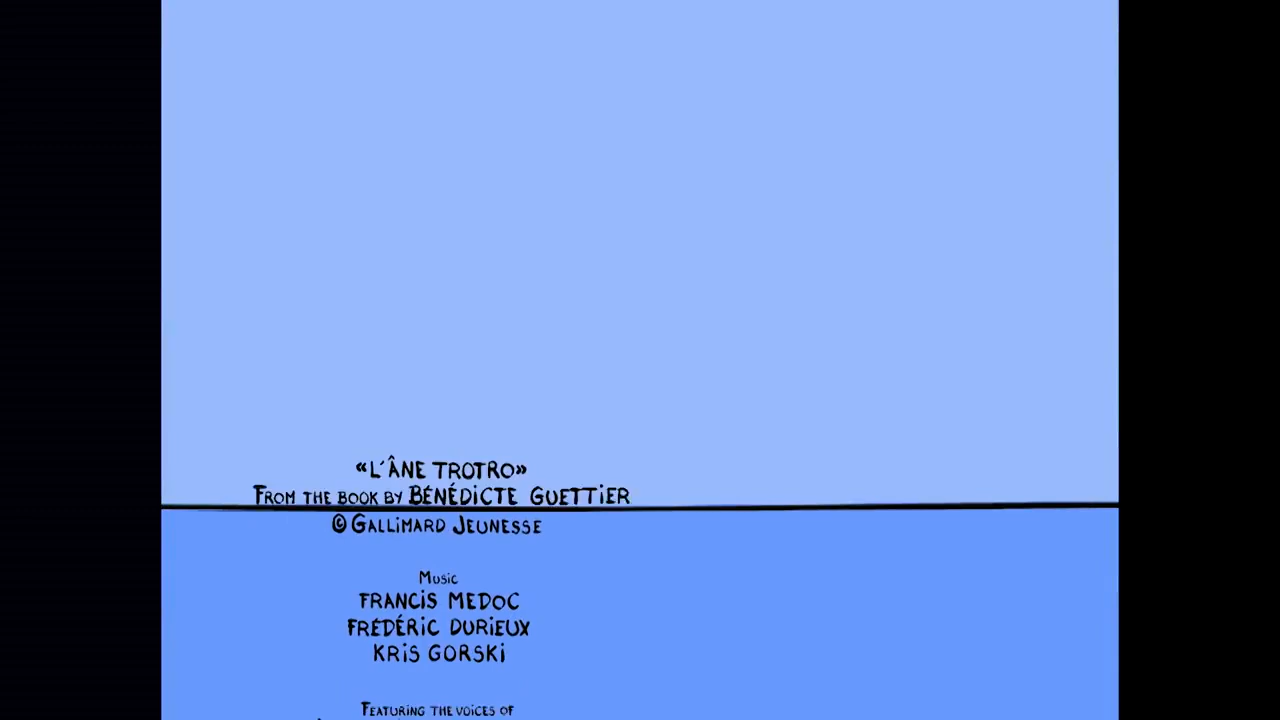 «L'ÂNE TROTRO»
FROM THE BOOK BY BÉNÉDICTE GUETTIER
© GALLIMARD JEUNESSE
MUSIC
FRANCIS MEDOC
FRÉDÉRIC DURIEUX
KRIS GORSKI
FEATURING THE VOICES OF